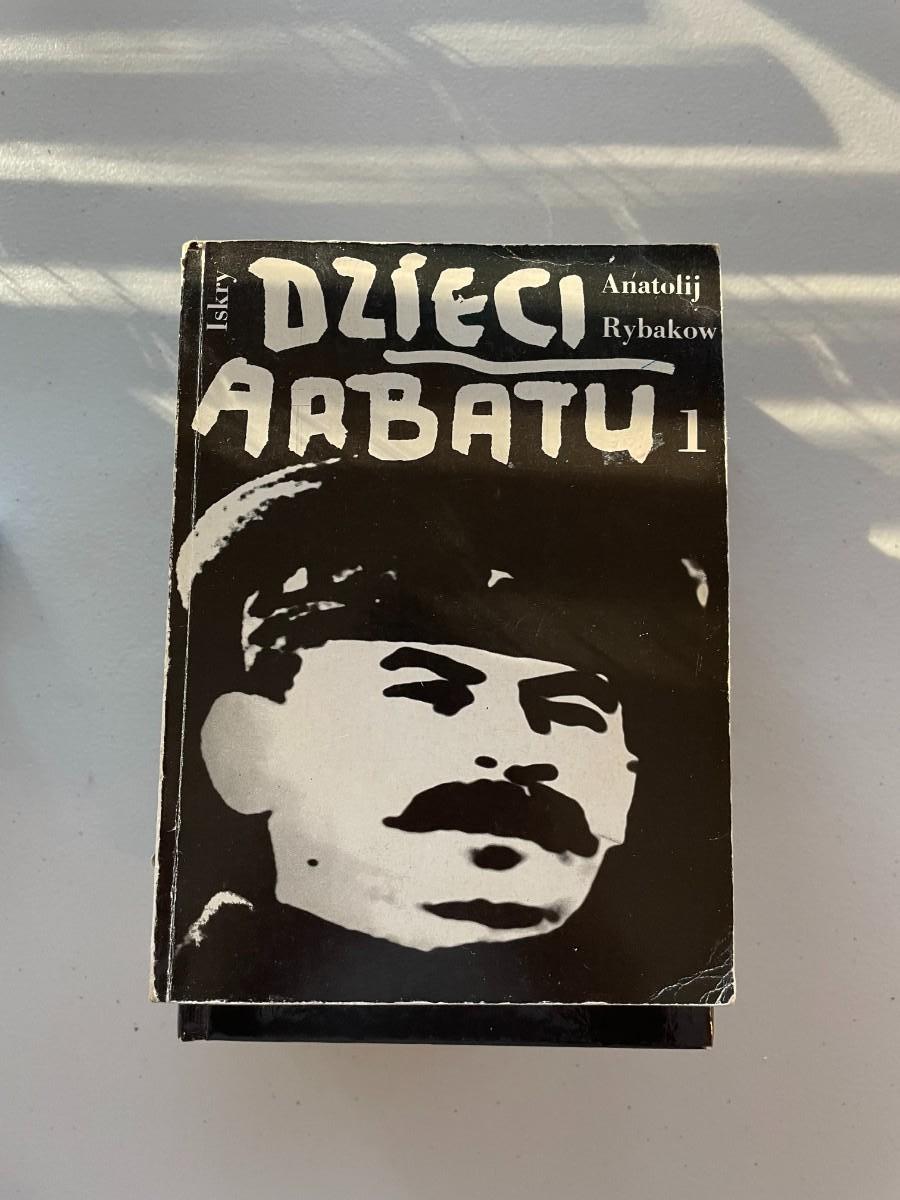 Iskry
DZIECI
Anatolij
Rybakow
ARBATU 1